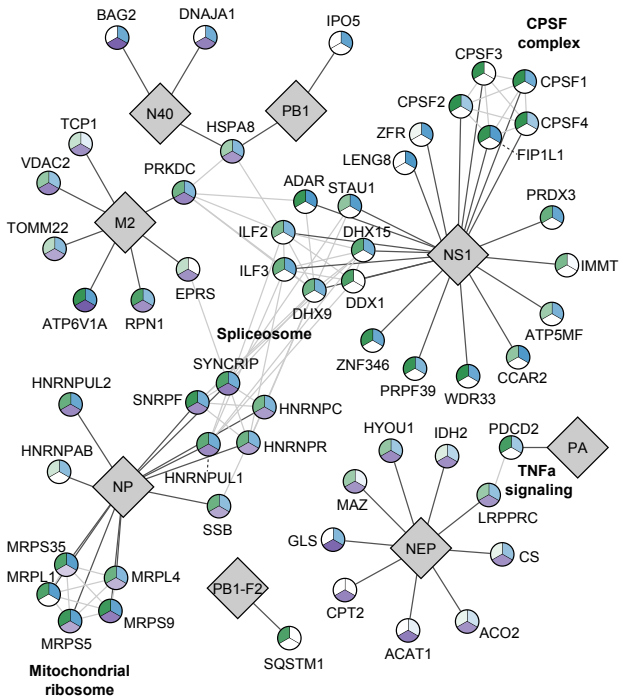 BAG2
DNAJA1
IPO5
CPSF
complex
CPSF3
CPSF1
CPSF2
CPSF4
FIP1L1
N40
PB1
HSPA8
ZFR
LENG8
TCP1
VDAC2
PRKDC
ADAR
STAU1
PRDX3
M2
TOMM22
ILF2
DHX15
NS1
IMMT
ILF3
EPRS
DDX1
DHX9
ATP6V1A
RPN1
ATP5MF
Spliceosome
ZNF346
PRPF39
WDR33
CCAR2
SYNCRIP
HNRNPUL2
SNRPF
HNRNPC
HNRNPR
HNRNPAB
NP
HNRNPUL1
SSB
HYOU1
IDH2
PDCD2
PA
TNFa
signaling
MAZ
LRPPRC
GLS
NEP
CS
MRPS35
MRPL1
MRPL4
MRPS9
MRPS5
PB1-F2
CPT2
ACO2
ACAT1
SQSTM1
Mitochondrial
ribosome